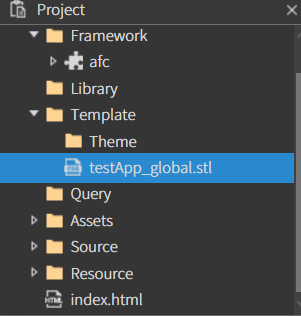 Project
Framework
afc
Library
Template
Theme
testApp_global.stl
Query
Assets
Source
Resource
index.html